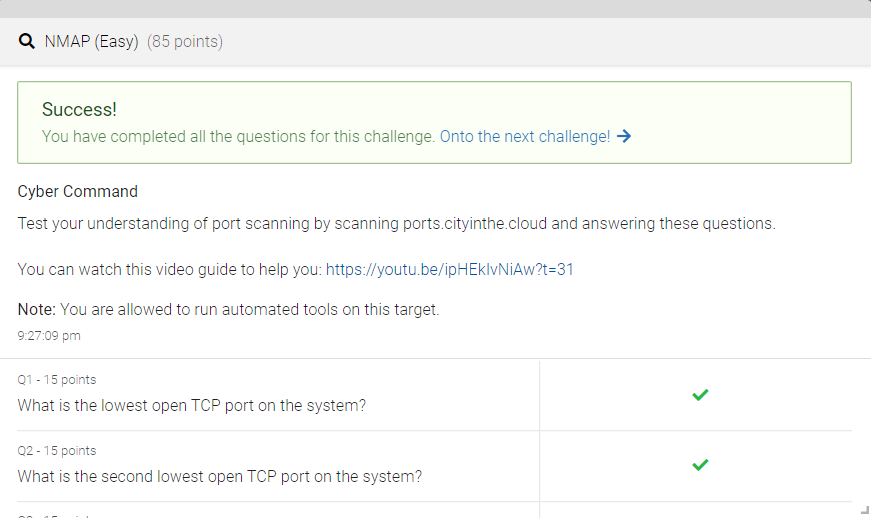 NMAP (Easy) (85 points)
Success!
You have completed all the questions for this challenge. Onto the next challenge!
Cyber Command
Test your understanding of port scanning by scanning ports.cityinthe.cloud and answering these questions.
You can watch this video guide to help you: https://youtu.be/ipHEkIvNiAw?t=31
Note: You are allowed to run automated tools on this target.
9:27:09 pm
Q1 - 15 points
What is the lowest open TCP port on the system?
Q2 - 15 points
What is the second lowest open TCP port on the system?